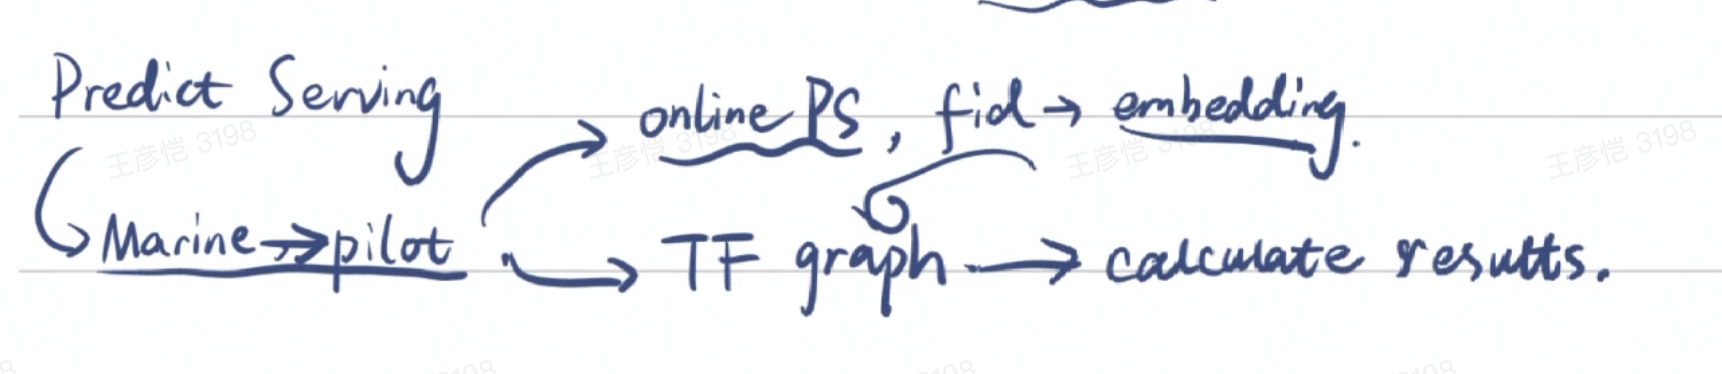 Predict Serving
online PS, fid → embedding.
Marine → pilot
TF graph → calculate results.
王彦恺 3198 王彦恺 3198 王彦恺 3198 王彦恺 3198